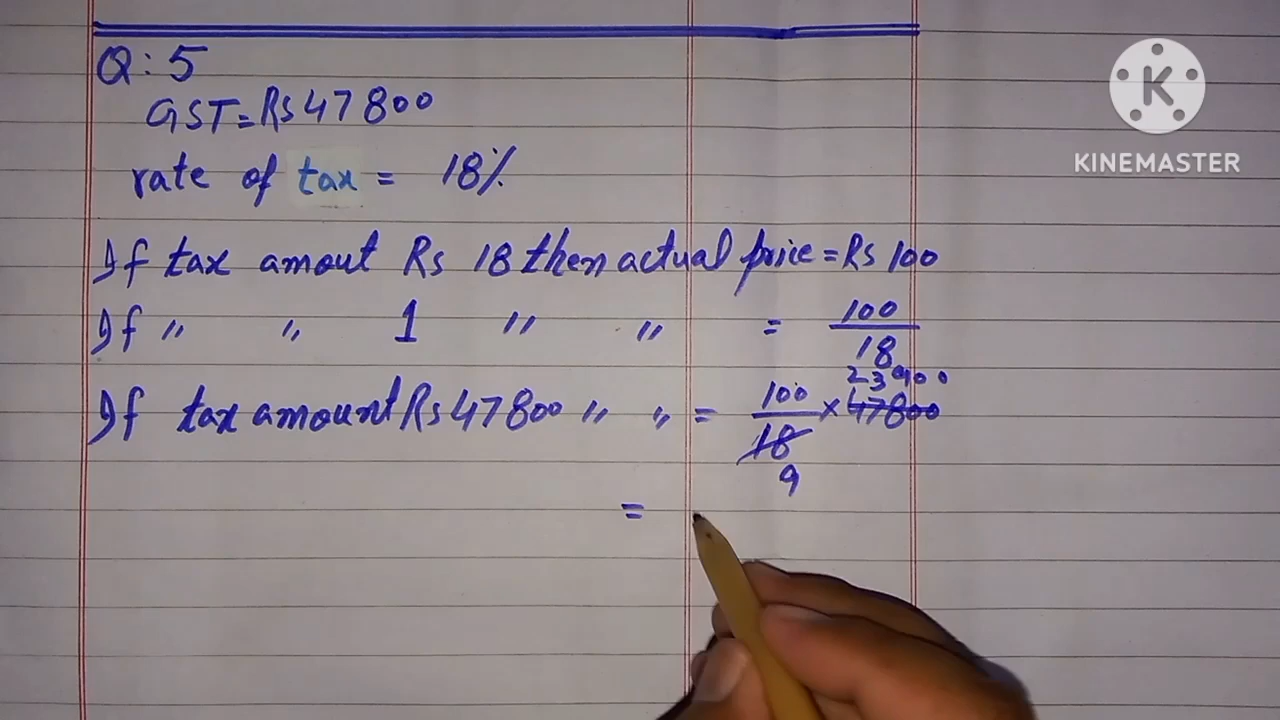 Q : 5
GST = Rs 47800
rate of tax = 18%
If tax amout Rs 18 then actual price = Rs 100
If " " 1 " " = 100/18
If tax amount Rs 47800 " " = 100/18 × 47800
23900
9
=
K
KINEMASTER